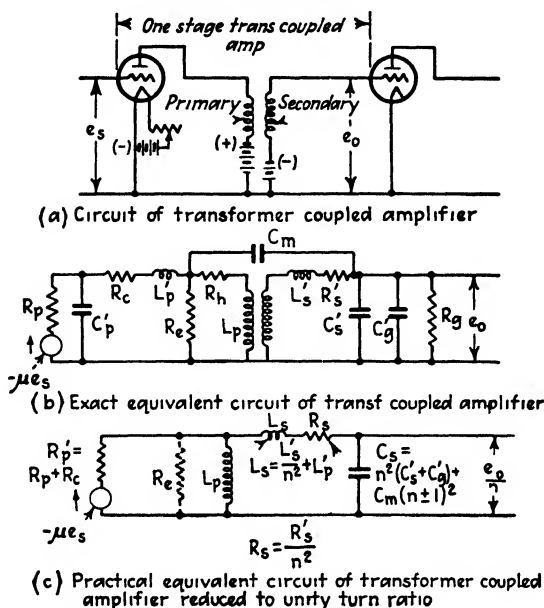 One stage trans coupled
amp
Primary
Secondary
e_s
(-)
(+)
(-)
e_o
(a) Circuit of transformer coupled amplifier
C_m
R_c
L'_p
R_h
L'_s
R'_s
R_p
C'_p
R_e
L_p
C'_s
C'_g
R_g
e_o
-μe_s
(b) Exact equivalent circuit of transf coupled amplifier
L_s
R_s
R'_p=
R_p+R_c
R_e
L_p
L_s = L'_s/n² + L'_p
C_s=
n²(C'_s+C'_g)+
C_m(n±1)²
e_o/n
-μe_s
R_s = R'_s/n²
(c) Practical equivalent circuit of transformer coupled
amplifier reduced to unity turn ratio